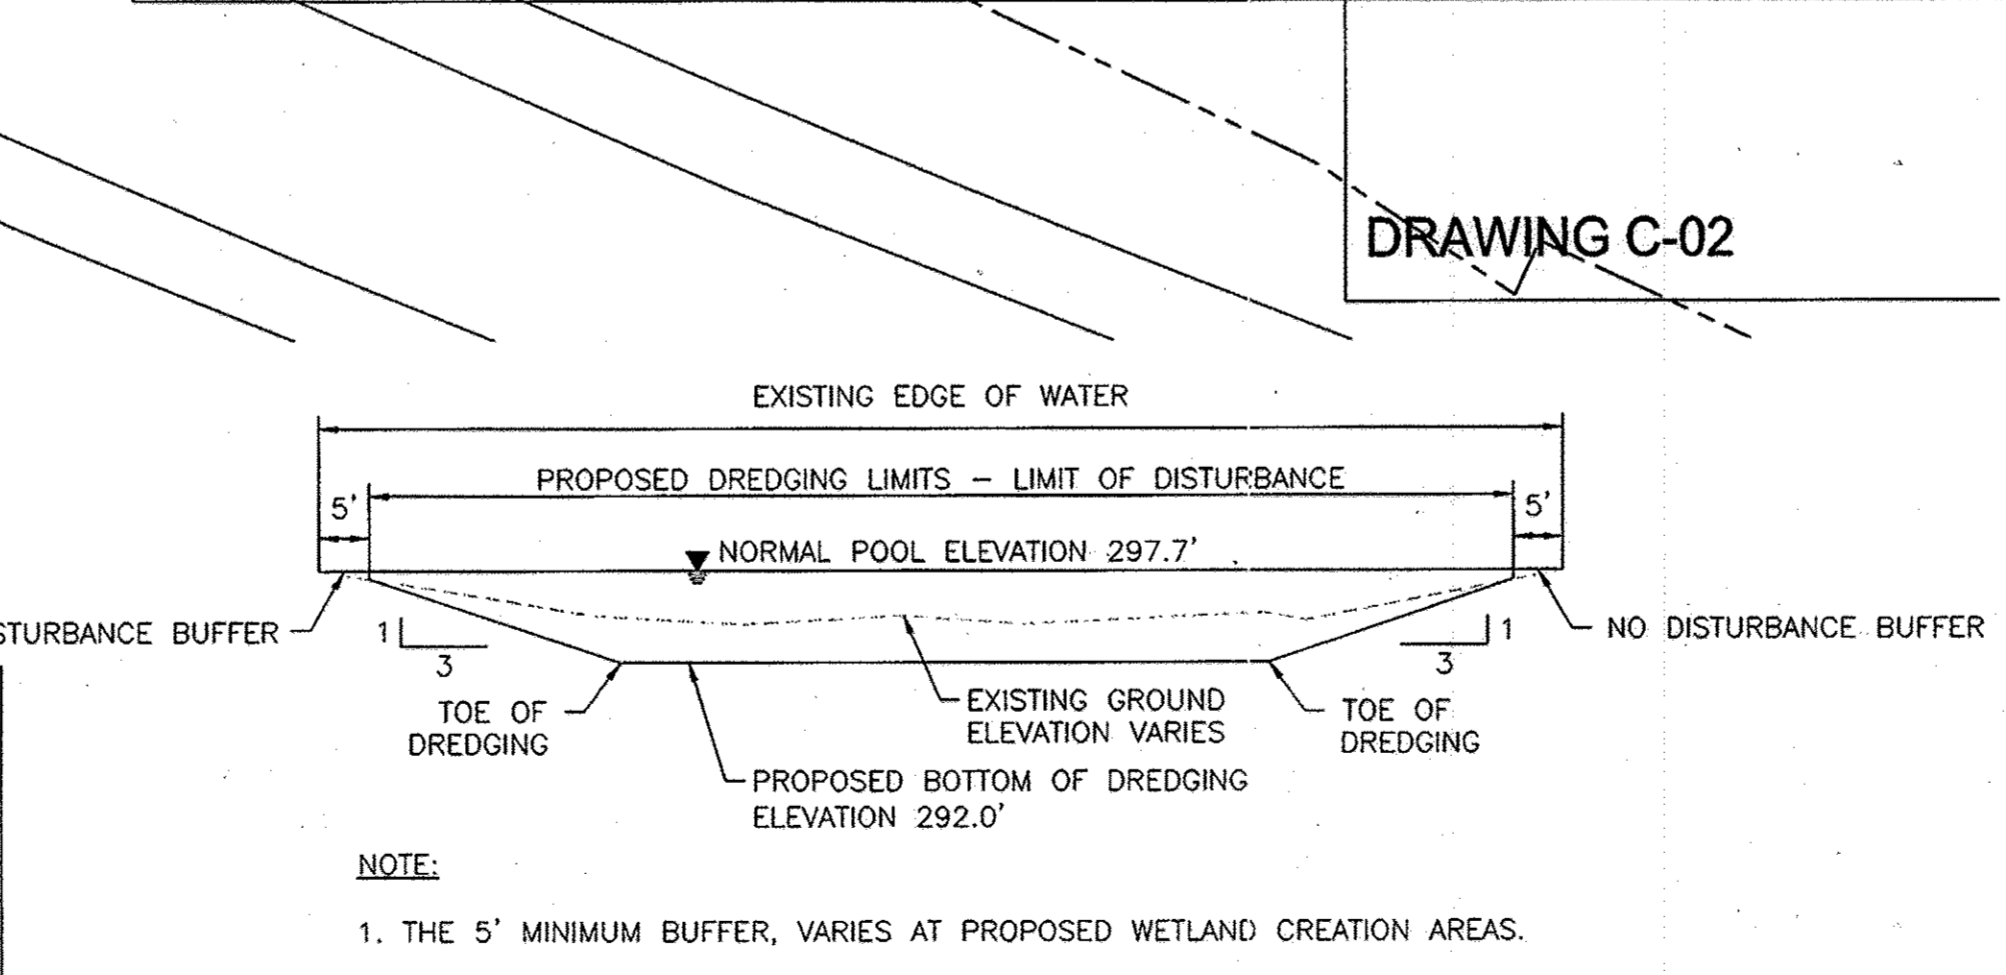 DRAWING C-02
EXISTING EDGE OF WATER
PROPOSED DREDGING LIMITS – LIMIT OF DISTURBANCE
5'
5'
NORMAL POOL ELEVATION 297.7'
STURBANCE BUFFER
1
3
1
3
NO DISTURBANCE BUFFER
TOE OF
DREDGING
EXISTING GROUND
ELEVATION VARIES
TOE OF
DREDGING
PROPOSED BOTTOM OF DREDGING
ELEVATION 292.0'
NOTE:
1. THE 5' MINIMUM BUFFER, VARIES AT PROPOSED WETLAND CREATION AREAS.